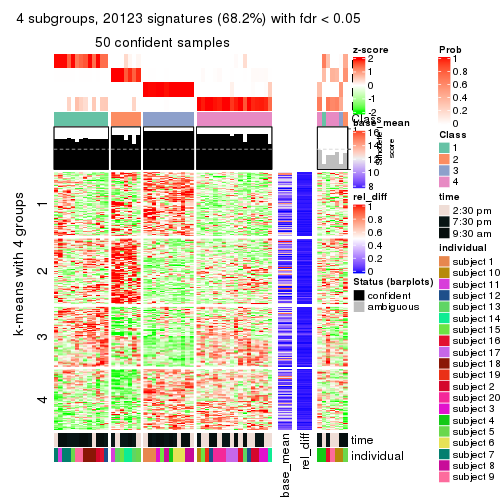 4 subgroups, 20123 signatures (68.2%) with fdr < 0.05
50 confident samples
k-means with 4 groups
1
2
3
4
base_mean
rel_diff
time
individual
z-score
2
1
0
-1
-2
Class
base_mean
16
14
12
10
8
Silhouette
score
rel_diff
1
0.8
0.6
0.4
0.2
0
Status (barplots)
confident
ambiguous
Prob
1
0.8
0.6
0.4
0.2
0
Class
1
2
3
4
time
2:30 pm
7:30 pm
9:30 am
individual
subject 1
subject 10
subject 11
subject 12
subject 13
subject 14
subject 15
subject 16
subject 17
subject 18
subject 19
subject 2
subject 20
subject 3
subject 4
subject 5
subject 6
subject 7
subject 8
subject 9